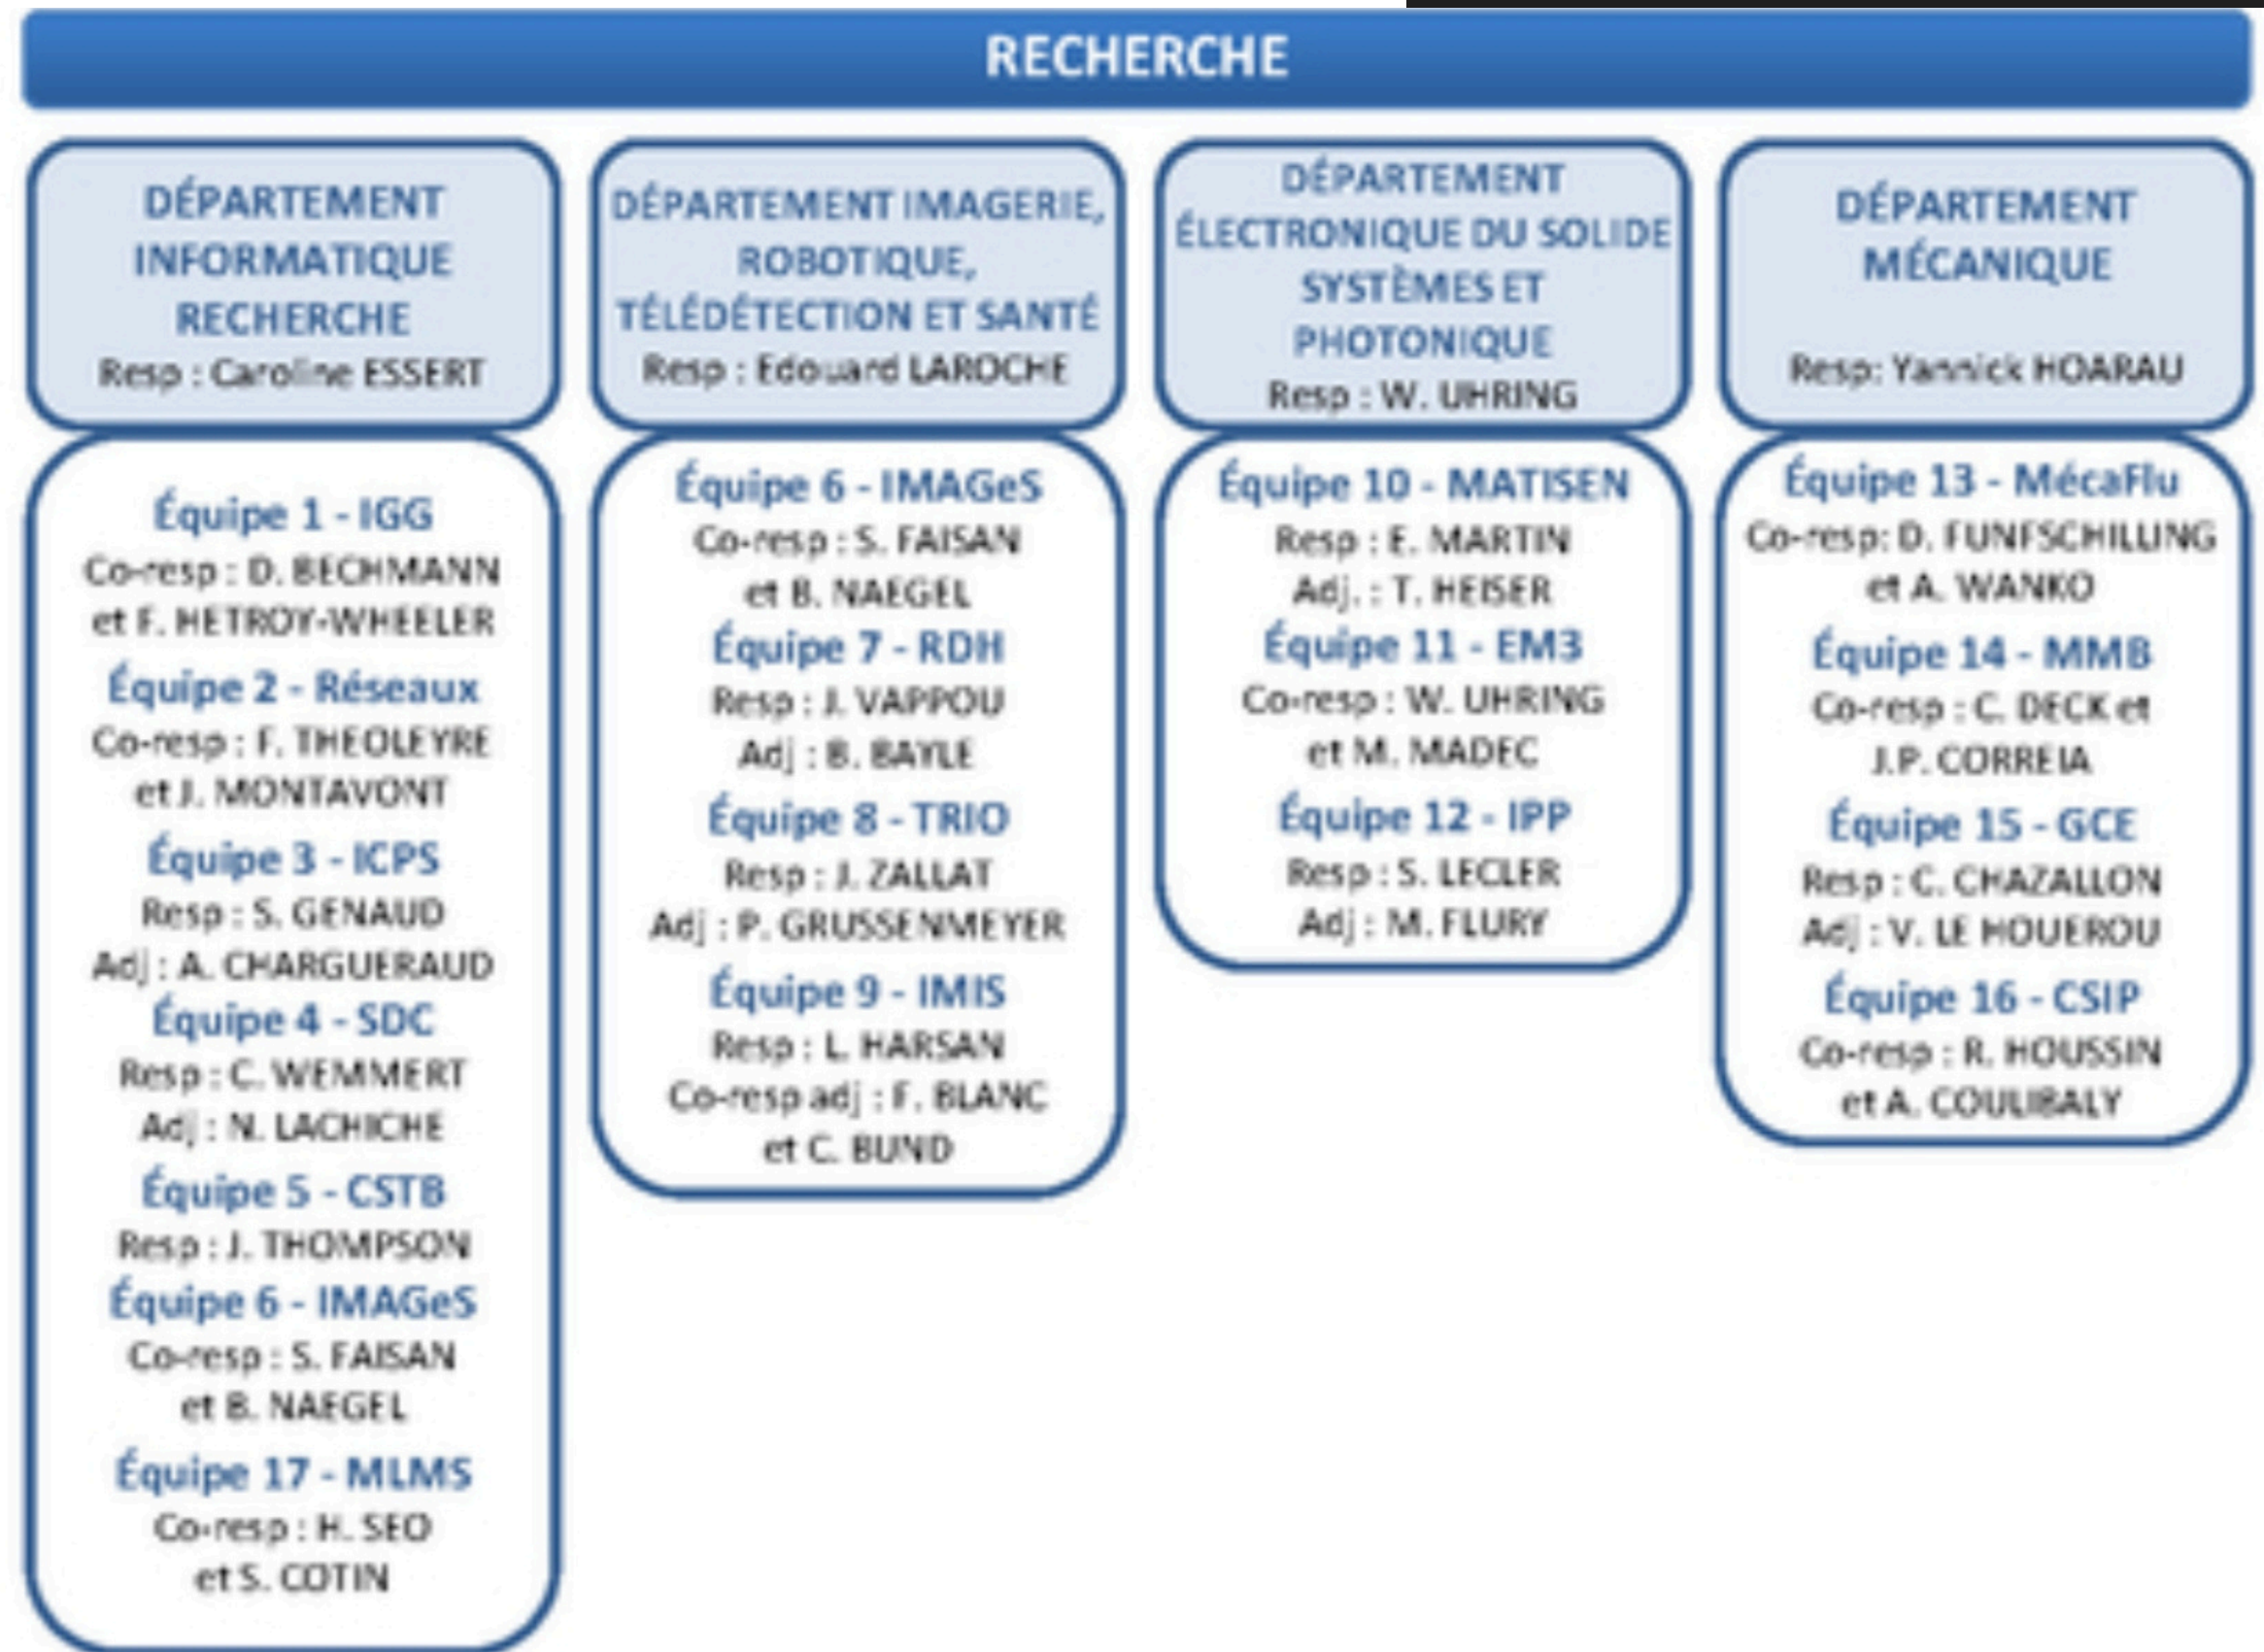 RECHERCHE
DÉPARTEMENT
INFORMATIQUE
RECHERCHE
Resp : Caroline ESSERT
Équipe 1 - IGG
Co-resp : D. BECHMANN
et F. HETROY-WHEELER
Équipe 2 - Réseaux
Co-resp : F. THEOLEYRE
et J. MONTAVONT
Équipe 3 - ICPS
Resp : S. GENAUD
Adj : A. CHARGUERAUD
Équipe 4 - SDC
Resp : C. WEMMERT
Adj : N. LACHICHE
Équipe 5 - CSTB
Resp : J. THOMPSON
Équipe 6 - IMAGeS
Co-resp : S. FAISAN
et B. NAEGEL
Équipe 17 - MLMS
Co-resp : H. SEO
et S. COTIN
DÉPARTEMENT IMAGERIE,
ROBOTIQUE,
TÉLÉDÉTECTION ET SANTÉ
Resp : Edouard LAROCHE
Équipe 6 - IMAGeS
Co-resp : S. FAISAN
et B. NAEGEL
Équipe 7 - RDH
Resp : J. VAPPOU
Adj : B. BAYLE
Équipe 8 - TRIO
Resp : J. ZALLAT
Adj : P. GRUSSENMEYER
Équipe 9 - IMIS
Resp : L. HARSAN
Co-resp adj : F. BLANC
et C. BUND
DÉPARTEMENT
ÉLECTRONIQUE DU SOLIDE
SYSTÈMES ET
PHOTONIQUE
Resp : W. UHRING
Équipe 10 - MATISEN
Resp : E. MARTIN
Adj. : T. HEISER
Équipe 11 - EM3
Co-resp : W. UHRING
et M. MADEC
Équipe 12 - IPP
Resp : S. LECLER
Adj : M. FLURY
DÉPARTEMENT
MÉCANIQUE
Resp: Yannick HOARAU
Équipe 13 - MécaFlu
Co-resp: D. FUNFSCHILLING
et A. WANKO
Équipe 14 - MMB
Co-resp : C. DECK et
J.P. CORREIA
Équipe 15 - GCE
Resp : C. CHAZALLON
Adj : V. LE HOUEROU
Équipe 16 - CSIP
Co-resp : R. HOUSSIN
et A. COULIBALY